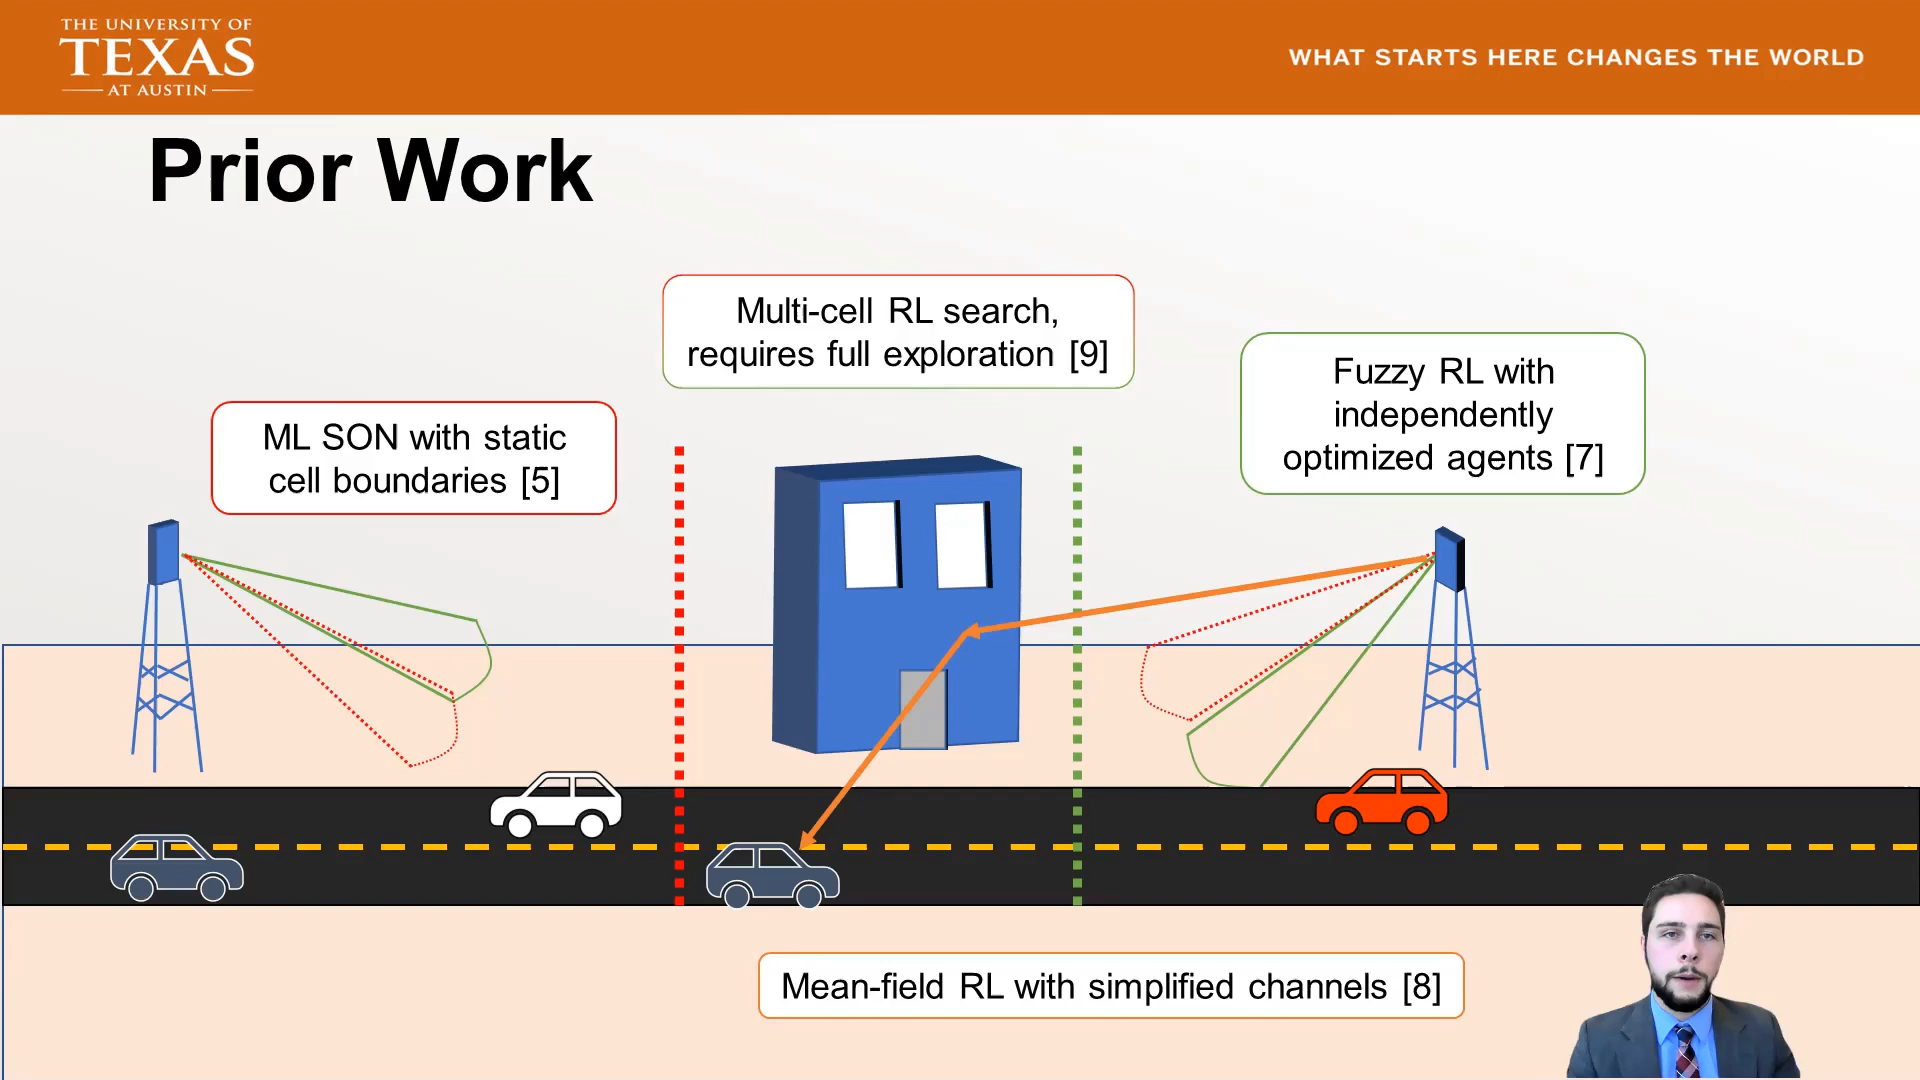 THE UNIVERSITY OF
TEXAS
AT AUSTIN
WHAT STARTS HERE CHANGES THE WORLD
Prior Work
Multi-cell RL search,
requires full exploration [9]
Fuzzy RL with
independently
optimized agents [7]
ML SON with static
cell boundaries [5]
Mean-field RL with simplified channels [8]